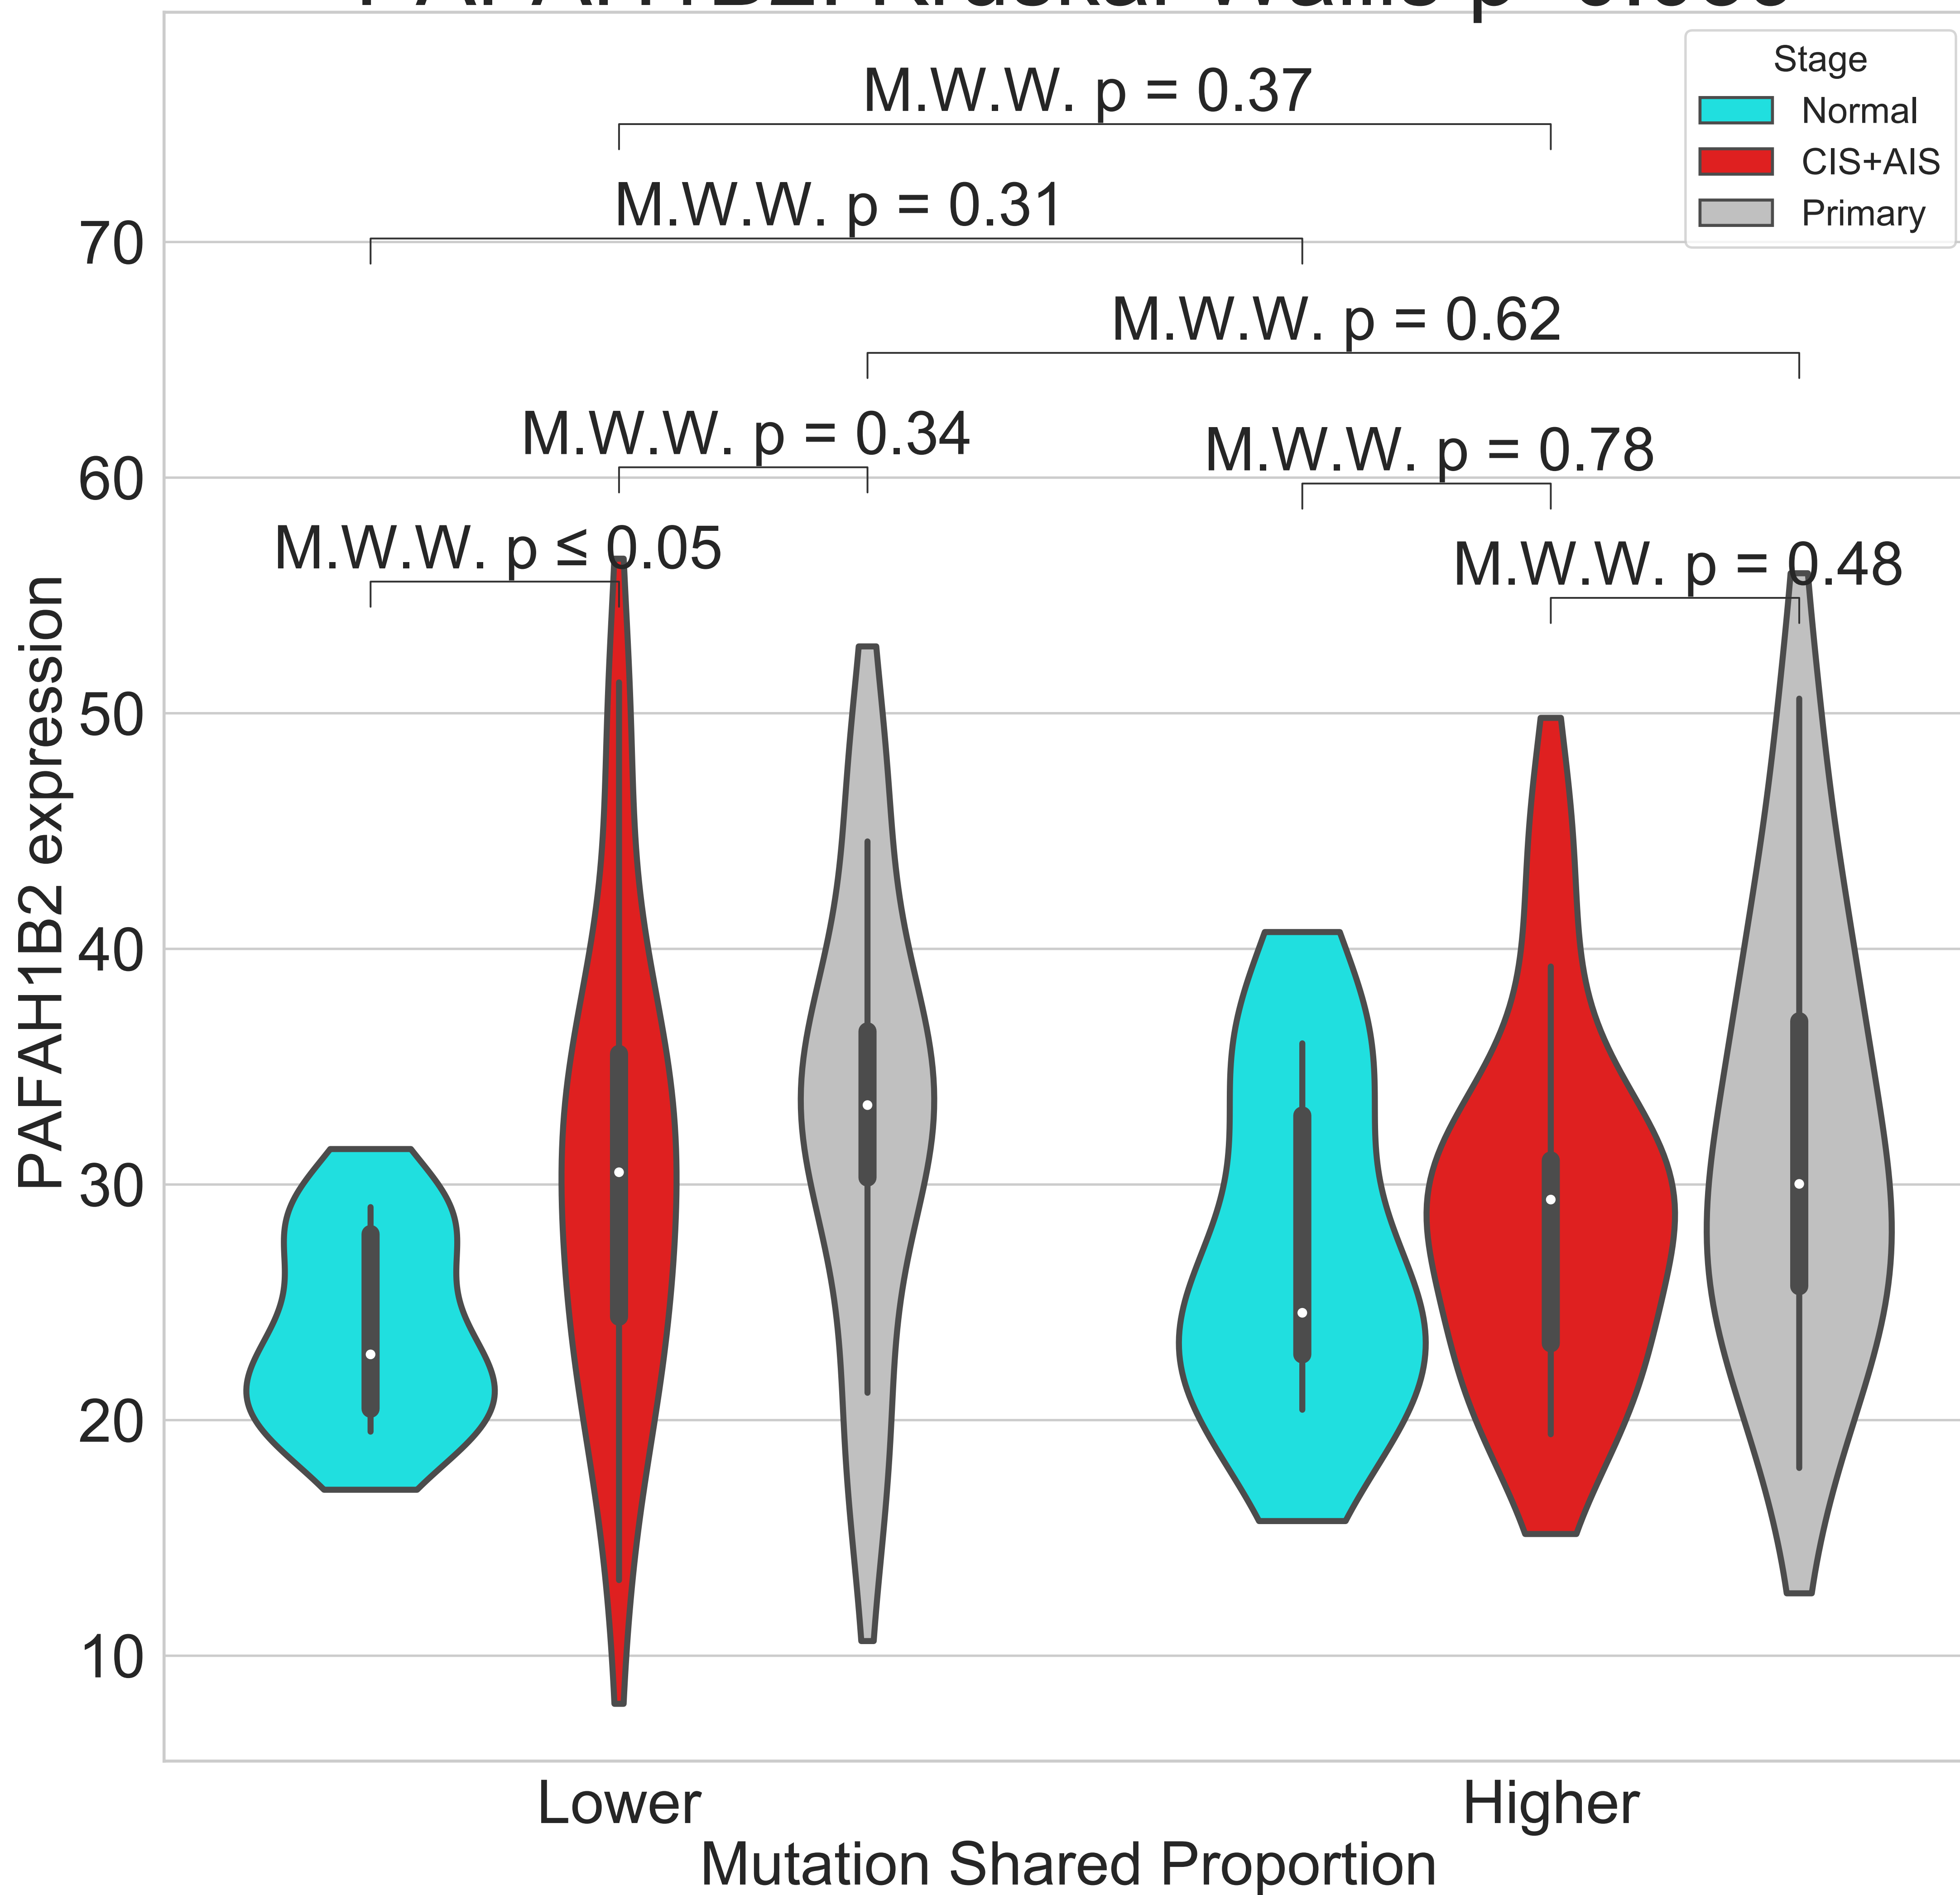 M.W.W. p = 0.37
Stage
Normal
CIS+AIS
Primary
M.W.W. p = 0.31
70
M.W.W. p = 0.62
M.W.W. p = 0.34
M.W.W. p = 0.78
60
M.W.W. p ≤ 0.05
M.W.W. p = 0.48
50
40
30
20
10
PAFAH1B2 expression
Lower
Higher
Mutation Shared Proportion